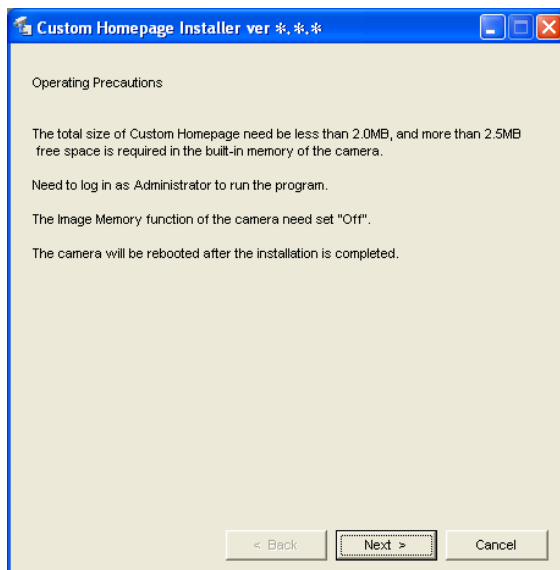 Custom Homepage Installer ver *.*.*
Operating Precautions
The total size of Custom Homepage need be less than 2.0MB, and more than 2.5MB
free space is required in the built-in memory of the camera.
Need to log in as Administrator to run the program.
The Image Memory function of the camera need set "Off".
The camera will be rebooted after the installation is completed.
< Back
Next >
Cancel